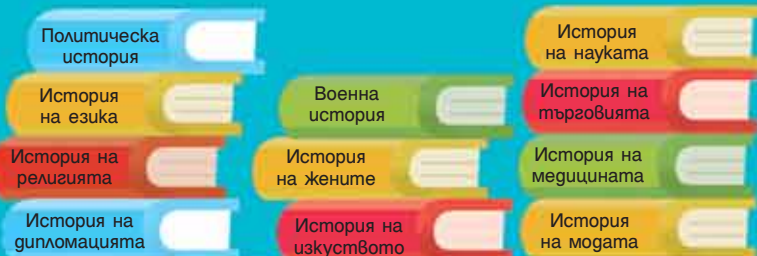 Политическа
история
История
на езика
История на
религията
История на
дипломацията
Военна
история
История
на жените
История на
изкуството
История
на науката
История на
търговията
История на
медицината
История
на модата